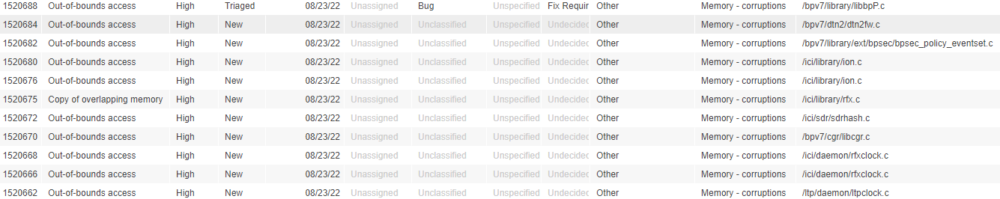 1520688 Out-of-bounds access High Triaged 08/23/22 Unassigned Bug Unspecified Fix Requir Other Memory - corruptions /bpv7/library/libbpP.c
1520684 Out-of-bounds access High New 08/23/22 Unassigned Unclassified Unspecified Undecided Other Memory - corruptions /bpv7/dtn2/dtn2fw.c
1520682 Out-of-bounds access High New 08/23/22 Unassigned Unclassified Unspecified Undecided Other Memory - corruptions /bpv7/library/ext/bpsec/bpsec_policy_eventset.c
1520680 Out-of-bounds access High New 08/23/22 Unassigned Unclassified Unspecified Undecided Other Memory - corruptions /ici/library/ion.c
1520676 Out-of-bounds access High New 08/23/22 Unassigned Unclassified Unspecified Undecided Other Memory - corruptions /ici/library/ion.c
1520675 Copy of overlapping memory High New 08/23/22 Unassigned Unclassified Unspecified Undecided Other Memory - corruptions /ici/library/rfx.c
1520672 Out-of-bounds access High New 08/23/22 Unassigned Unclassified Unspecified Undecided Other Memory - corruptions /ici/sdr/sdrhash.c
1520670 Out-of-bounds access High New 08/23/22 Unassigned Unclassified Unspecified Undecided Other Memory - corruptions /bpv7/cgr/libcgr.c
1520668 Out-of-bounds access High New 08/23/22 Unassigned Unclassified Unspecified Undecided Other Memory - corruptions /ici/daemon/rfxclock.c
1520666 Out-of-bounds access High New 08/23/22 Unassigned Unclassified Unspecified Undecided Other Memory - corruptions /ici/daemon/rfxclock.c
1520662 Out-of-bounds access High New 08/23/22 Unassigned Unclassified Unspecified Undecided Other Memory - corruptions /ltp/daemon/ltpclock.c